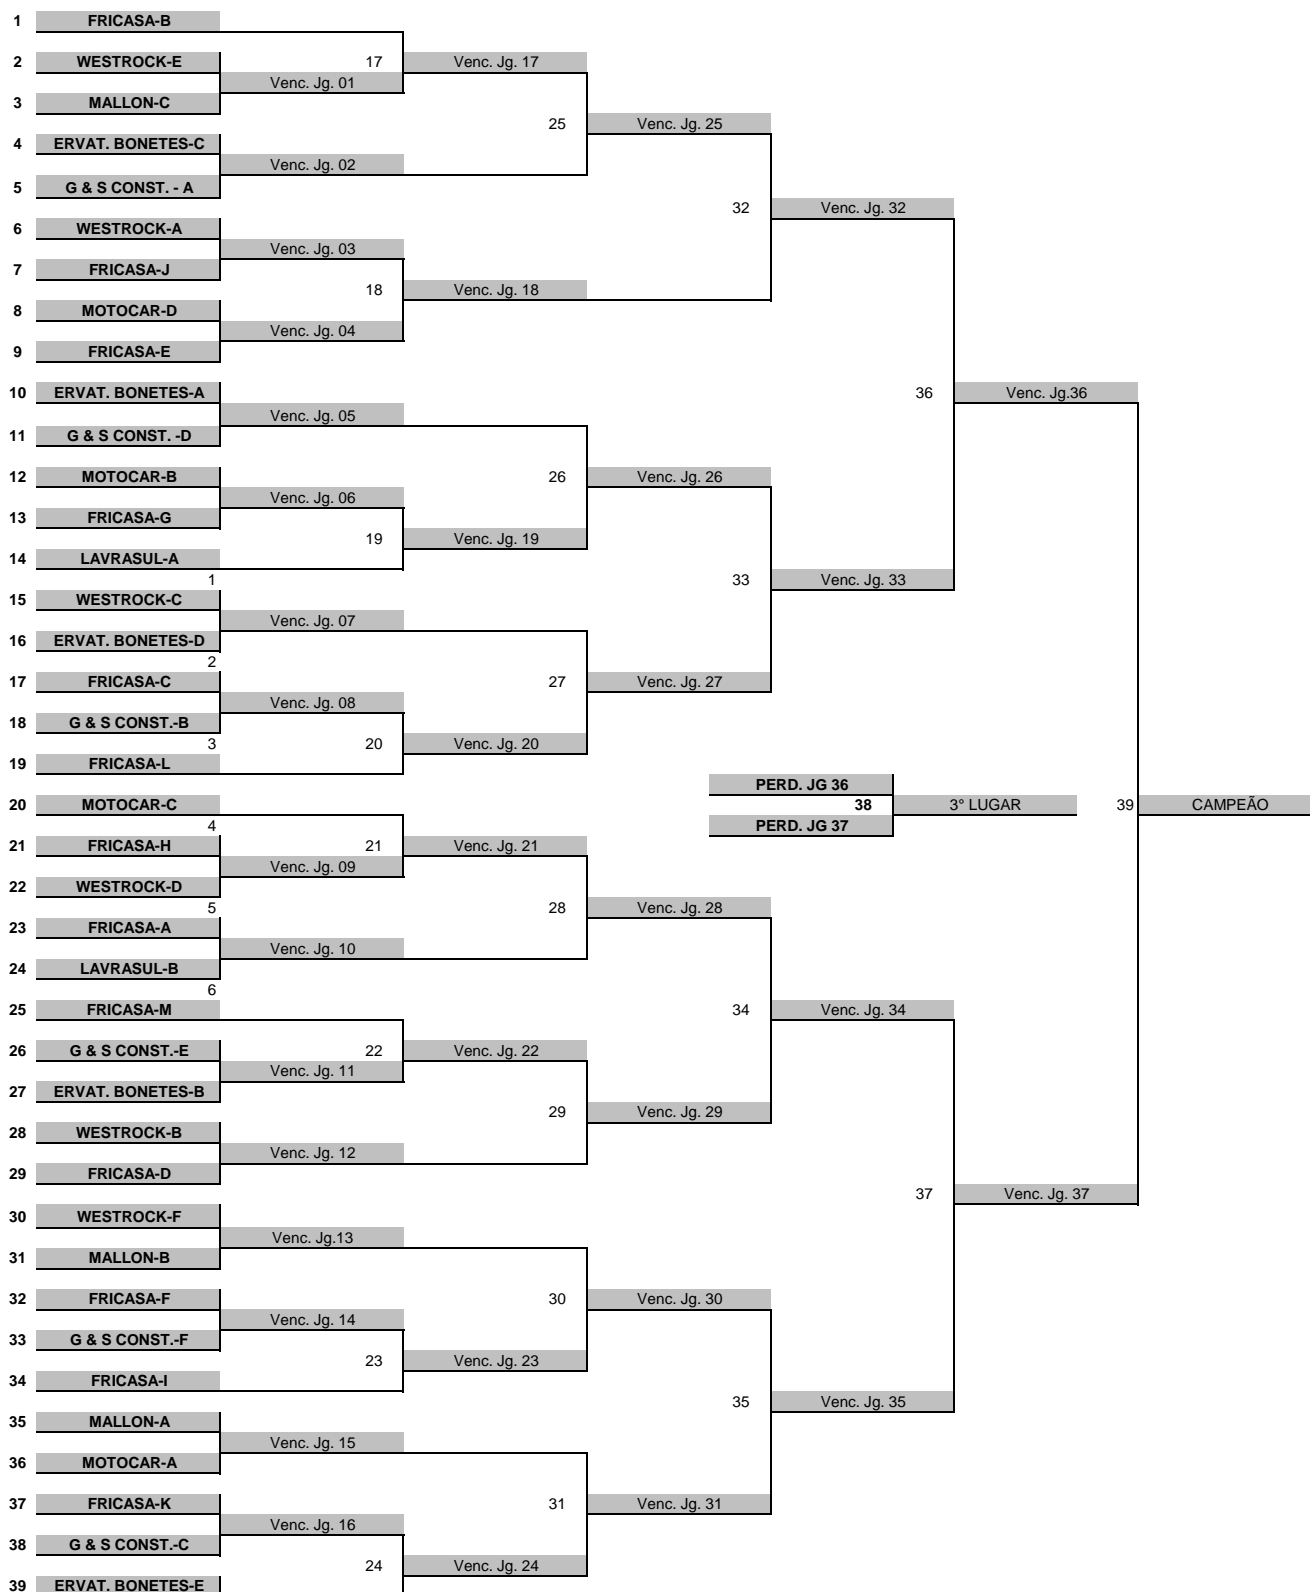 1 FRICASA-B
2 WESTROCK-E 17 Venc. Jg. 17
Venc. Jg. 01
3 MALLON-C
25 Venc. Jg. 25
4 ERVAT. BONETES-C
Venc. Jg. 02
5 G & S CONST. - A
32 Venc. Jg. 32
6 WESTROCK-A
Venc. Jg. 03
7 FRICASA-J
18 Venc. Jg. 18
8 MOTOCAR-D
Venc. Jg. 04
9 FRICASA-E
10 ERVAT. BONETES-A 36 Venc. Jg.36
Venc. Jg. 05
11 G & S CONST. -D
12 MOTOCAR-B 26 Venc. Jg. 26
Venc. Jg. 06
13 FRICASA-G
19 Venc. Jg. 19
14 LAVRASUL-A
1 33 Venc. Jg. 33
15 WESTROCK-C
Venc. Jg. 07
16 ERVAT. BONETES-D
2
17 FRICASA-C 27 Venc. Jg. 27
Venc. Jg. 08
18 G & S CONST.-B
3 20 Venc. Jg. 20
19 FRICASA-L
PERD. JG 36
20 MOTOCAR-C 38 3° LUGAR 39 CAMPEÃO
4 PERD. JG 37
21 FRICASA-H 21 Venc. Jg. 21
Venc. Jg. 09
22 WESTROCK-D
5 28 Venc. Jg. 28
23 FRICASA-A
Venc. Jg. 10
24 LAVRASUL-B
6
25 FRICASA-M 34 Venc. Jg. 34
26 G & S CONST.-E 22 Venc. Jg. 22
Venc. Jg. 11
27 ERVAT. BONETES-B
29 Venc. Jg. 29
28 WESTROCK-B
Venc. Jg. 12
29 FRICASA-D
37 Venc. Jg. 37
30 WESTROCK-F
Venc. Jg.13
31 MALLON-B
32 FRICASA-F 30 Venc. Jg. 30
Venc. Jg. 14
33 G & S CONST.-F
23 Venc. Jg. 23
34 FRICASA-I
35 Venc. Jg. 35
35 MALLON-A
Venc. Jg. 15
36 MOTOCAR-A
37 FRICASA-K 31 Venc. Jg. 31
Venc. Jg. 16
38 G & S CONST.-C
24 Venc. Jg. 24
39 ERVAT. BONETES-E